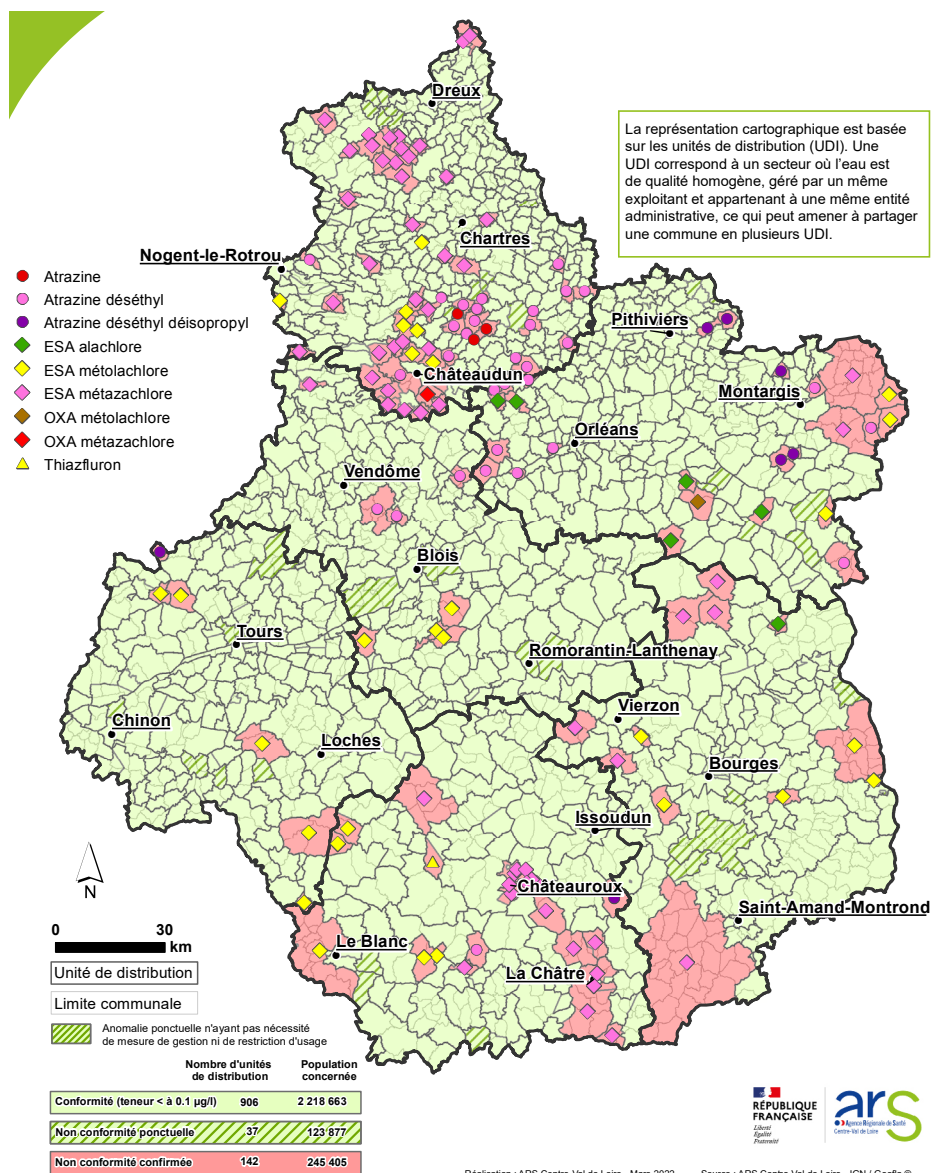 Dreux
La représentation cartographique est basée
sur les unités de distribution (UDI). Une
UDI correspond à un secteur où l'eau est
de qualité homogène, géré par un même
exploitant et appartenant à une même entité
administrative, ce qui peut amener à partager
une commune en plusieurs UDI.
Chartres
Nogent-le-Rotrou
Atrazine
Atrazine déséthyl
Atrazine déséthyl déisopropyl
ESA alachlore
ESA métolachlore
ESA métazachlore
OXA métolachlore
OXA métazachlore
Thiazfluron
Pithiviers
Châteaudun
Montargis
Orléans
Vendôme
Blois
Tours
Romorantin-Lanthenay
Chinon
Loches
Vierzon
Bourges
Issoudun
Châteauroux
Saint-Amand-Montrond
Le Blanc
La Châtre
N
0 30
km
Unité de distribution
Limite communale
Anomalie ponctuelle n'ayant pas nécessité
de mesure de gestion ni de restriction d'usage
Nombre d'unités Population
de distribution concernée
Conformité (teneur < à 0.1 µg/l) 906 2 218 663
Non conformité ponctuelle 37 123 877
Non conformité confirmée 142 245 405
RÉPUBLIQUE
FRANÇAISE
Liberté
Égalité
Fraternité
ars
Agence Régionale de Santé
Centre-Val de Loire